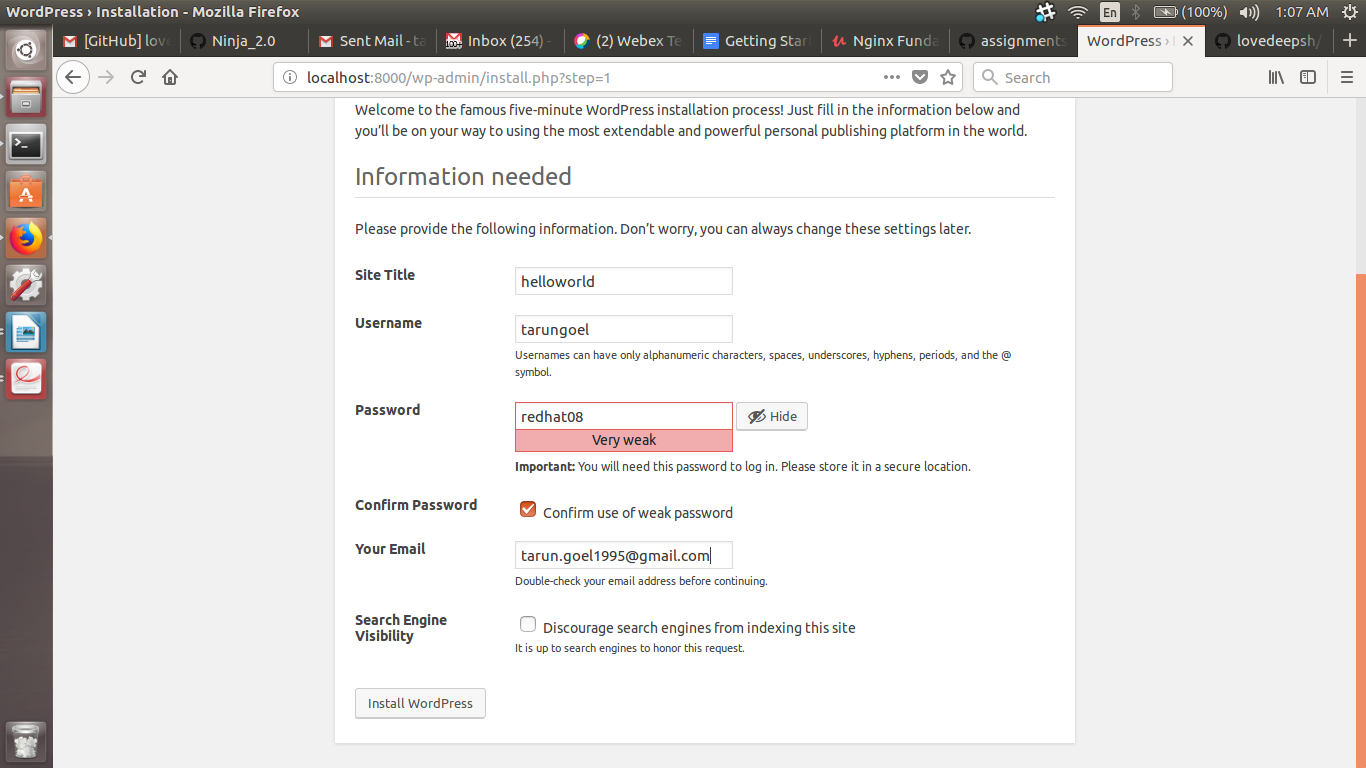 WordPress › Installation - Mozilla Firefox
En
(100%)
1:07 AM
[GitHub] love
Ninja_2.0
Sent Mail - ta
100+
Inbox (254) -
(2) Webex Te
Getting Star
Nginx Funda
assignments
WordPress › I
lovedeepsh/
localhost:8000/wp-admin/install.php?step=1
Search
Welcome to the famous five-minute WordPress installation process! Just fill in the information below and
you’ll be on your way to using the most extendable and powerful personal publishing platform in the world.
Information needed
Please provide the following information. Don’t worry, you can always change these settings later.
Site Title
helloworld
Username
tarungoel
Usernames can have only alphanumeric characters, spaces, underscores, hyphens, periods, and the @
symbol.
Password
redhat08
Hide
Very weak
Important: You will need this password to log in. Please store it in a secure location.
Confirm Password
Confirm use of weak password
Your Email
tarun.goel1995@gmail.com
Double-check your email address before continuing.
Search Engine
Visibility
Discourage search engines from indexing this site
It is up to search engines to honor this request.
Install WordPress